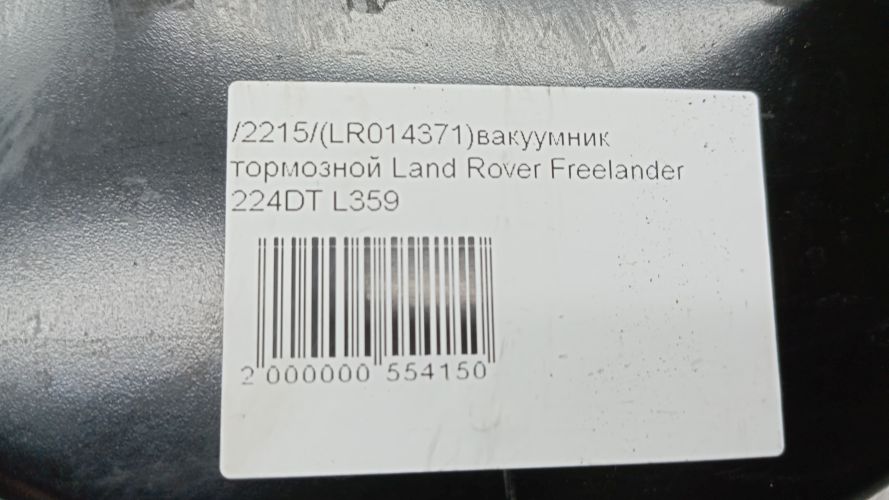 /2215/(LR014371)вакуумник
тормозной Land Rover Freelander
224DT L359
2 000000 554150